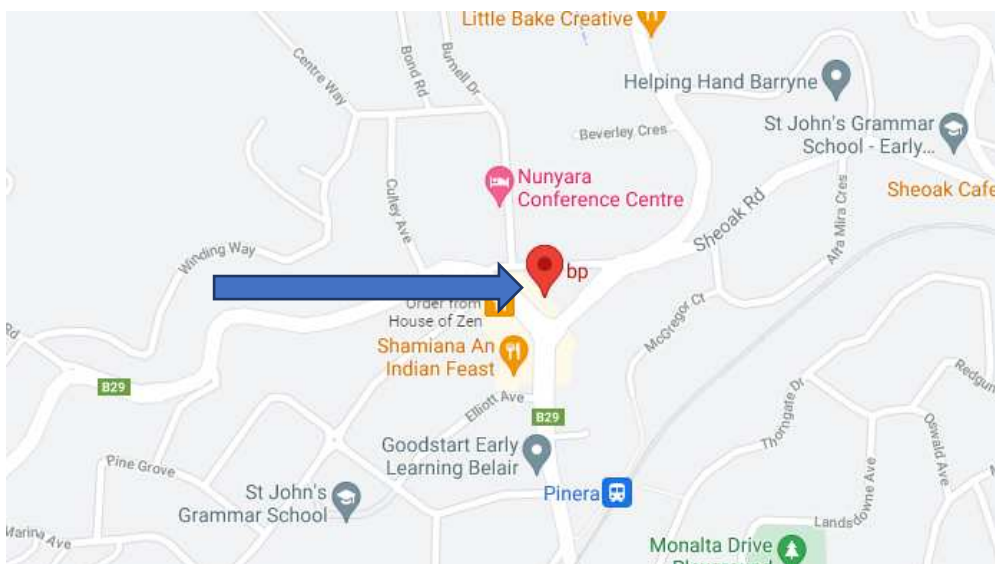 Little Bake Creative
Centre Way
Bond Rd
Burnell Dr
Helping Hand Barryne
Beverley Cres
St John's Grammar
School - Early...
Nunyara
Conference Centre
Culley Ave
Sheoak Rd
Alta Mira Cres
Sheoak Cafe
Winding Way
bp
Order from
House of Zen
McGregor Ct
Rd
Shamiana An
Indian Feast
B29
Elliott Ave
B29
Thorngate Dr
Redgum
Oswald Ave
Goodstart Early
Learning Belair
Pine Grove
St John's
Grammar School
Pinera
Lansdowne Ave
Marina Ave
Monalta Drive